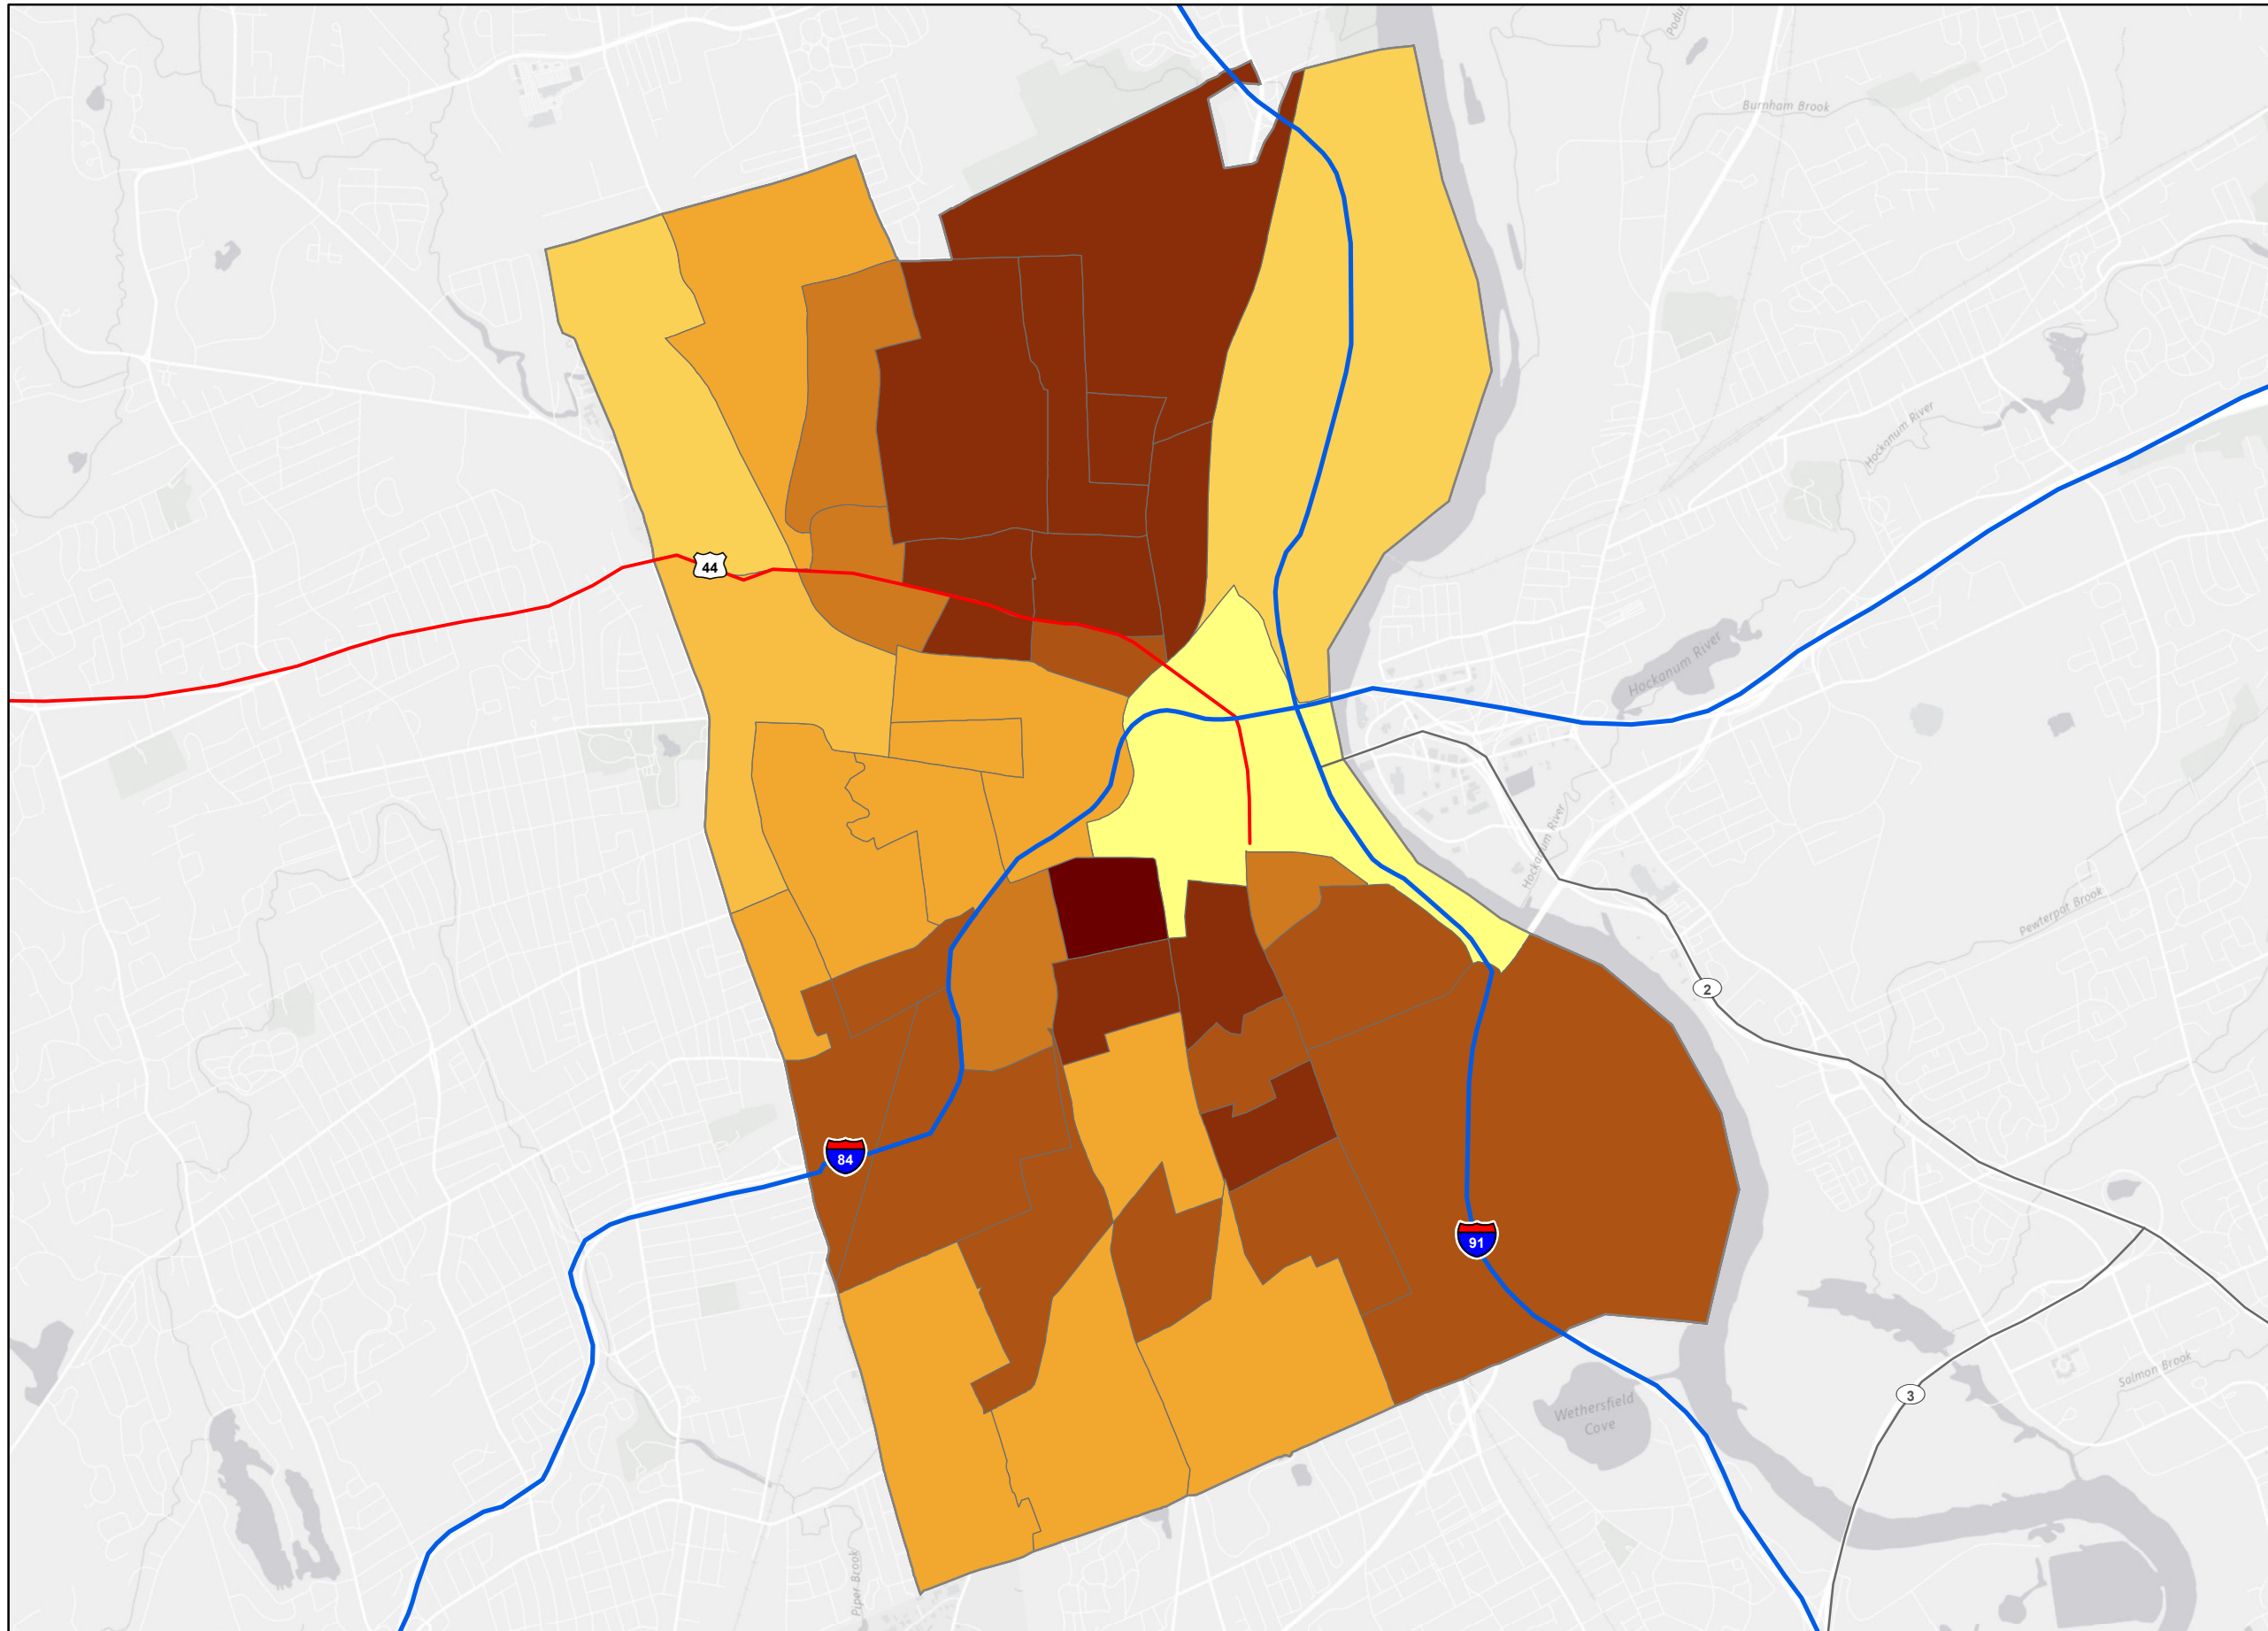 Burnham Brook
Hockanum River
44
Hockanum River
Hockanum River
Pewterpot Brook
2
84
91
Salmon Brook
3
Wethersfield
Cove
Piper Brook